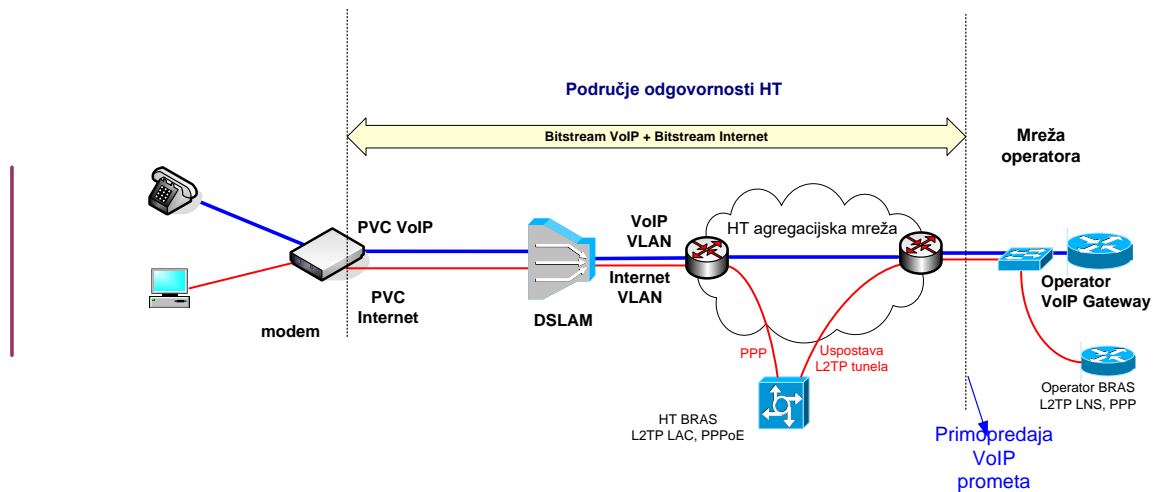 Područje odgovornosti HT
Bitstream VoIP + Bitstream Internet
Mreža
operatora
PVC VoIP
VoIP
VLAN
HT agregacijska mreža
PVC
Internet
Internet
VLAN
modem
DSLAM
Operator
VoIP Gateway
PPP
Uspostava
L2TP tunela
HT BRAS
L2TP LAC, PPPoE
Operator BRAS
L2TP LNS, PPP
Primopredaja
VoIP
prometa